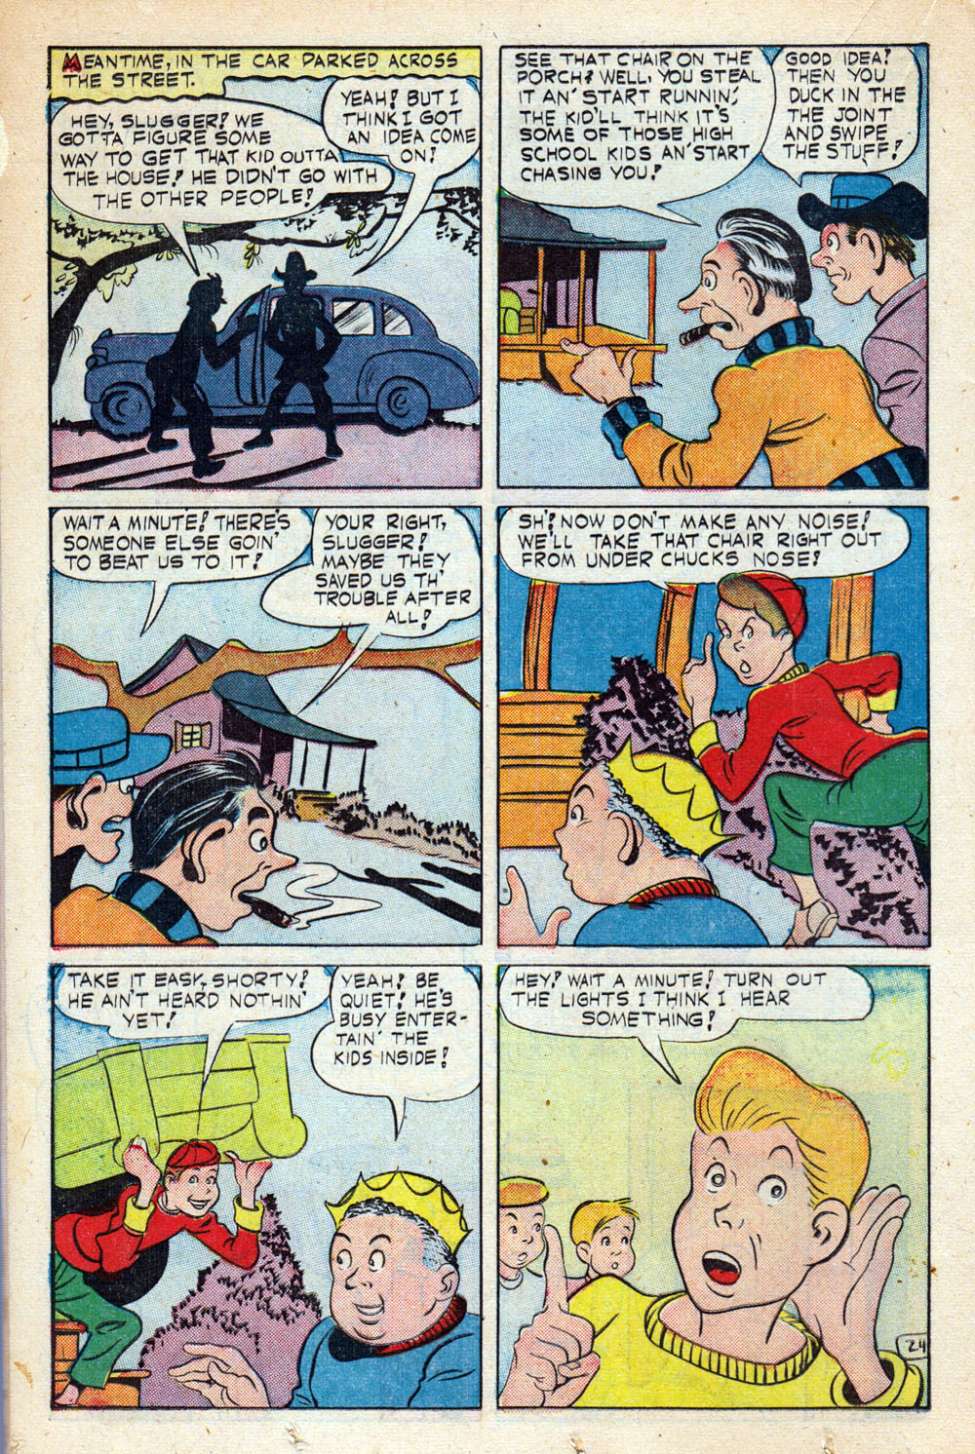 MEANTIME, IN THE CAR PARKED ACROSS
THE STREET.
HEY, SLUGGER! WE
GOTTA FIGURE SOME
WAY TO GET THAT KID OUTTA
THE HOUSE! HE DIDN'T GO WITH
THE OTHER PEOPLE!
YEAH! BUT I
THINK I GOT
AN IDEA COME
ON!
SEE THAT CHAIR ON THE
PORCH? WELL, YOU STEAL
IT AN' START RUNNIN',
THE KID'LL THINK IT'S
SOME OF THOSE HIGH
SCHOOL KIDS AN' START
CHASING YOU!
GOOD IDEA!
THEN YOU
DUCK IN THE
THE JOINT
AND SWIPE
THE STUFF!
WAIT A MINUTE! THERE'S
SOMEONE ELSE GOIN'
TO BEAT US TO IT!
YOUR RIGHT,
SLUGGER!
MAYBE THEY
SAVED US TH'
TROUBLE AFTER
ALL!
SH! NOW DON'T MAKE ANY NOISE!
WE'LL TAKE THAT CHAIR RIGHT OUT
FROM UNDER CHUCKS NOSE!
TAKE IT EASY, SHORTY!
HE AIN'T HEARD NOTHIN'
YET!
YEAH! BE
QUIET! HE'S
BUSY ENTER-
TAIN' THE
KIDS INSIDE!
HEY! WAIT A MINUTE! TURN OUT
THE LIGHTS I THINK I HEAR
SOMETHING!
24